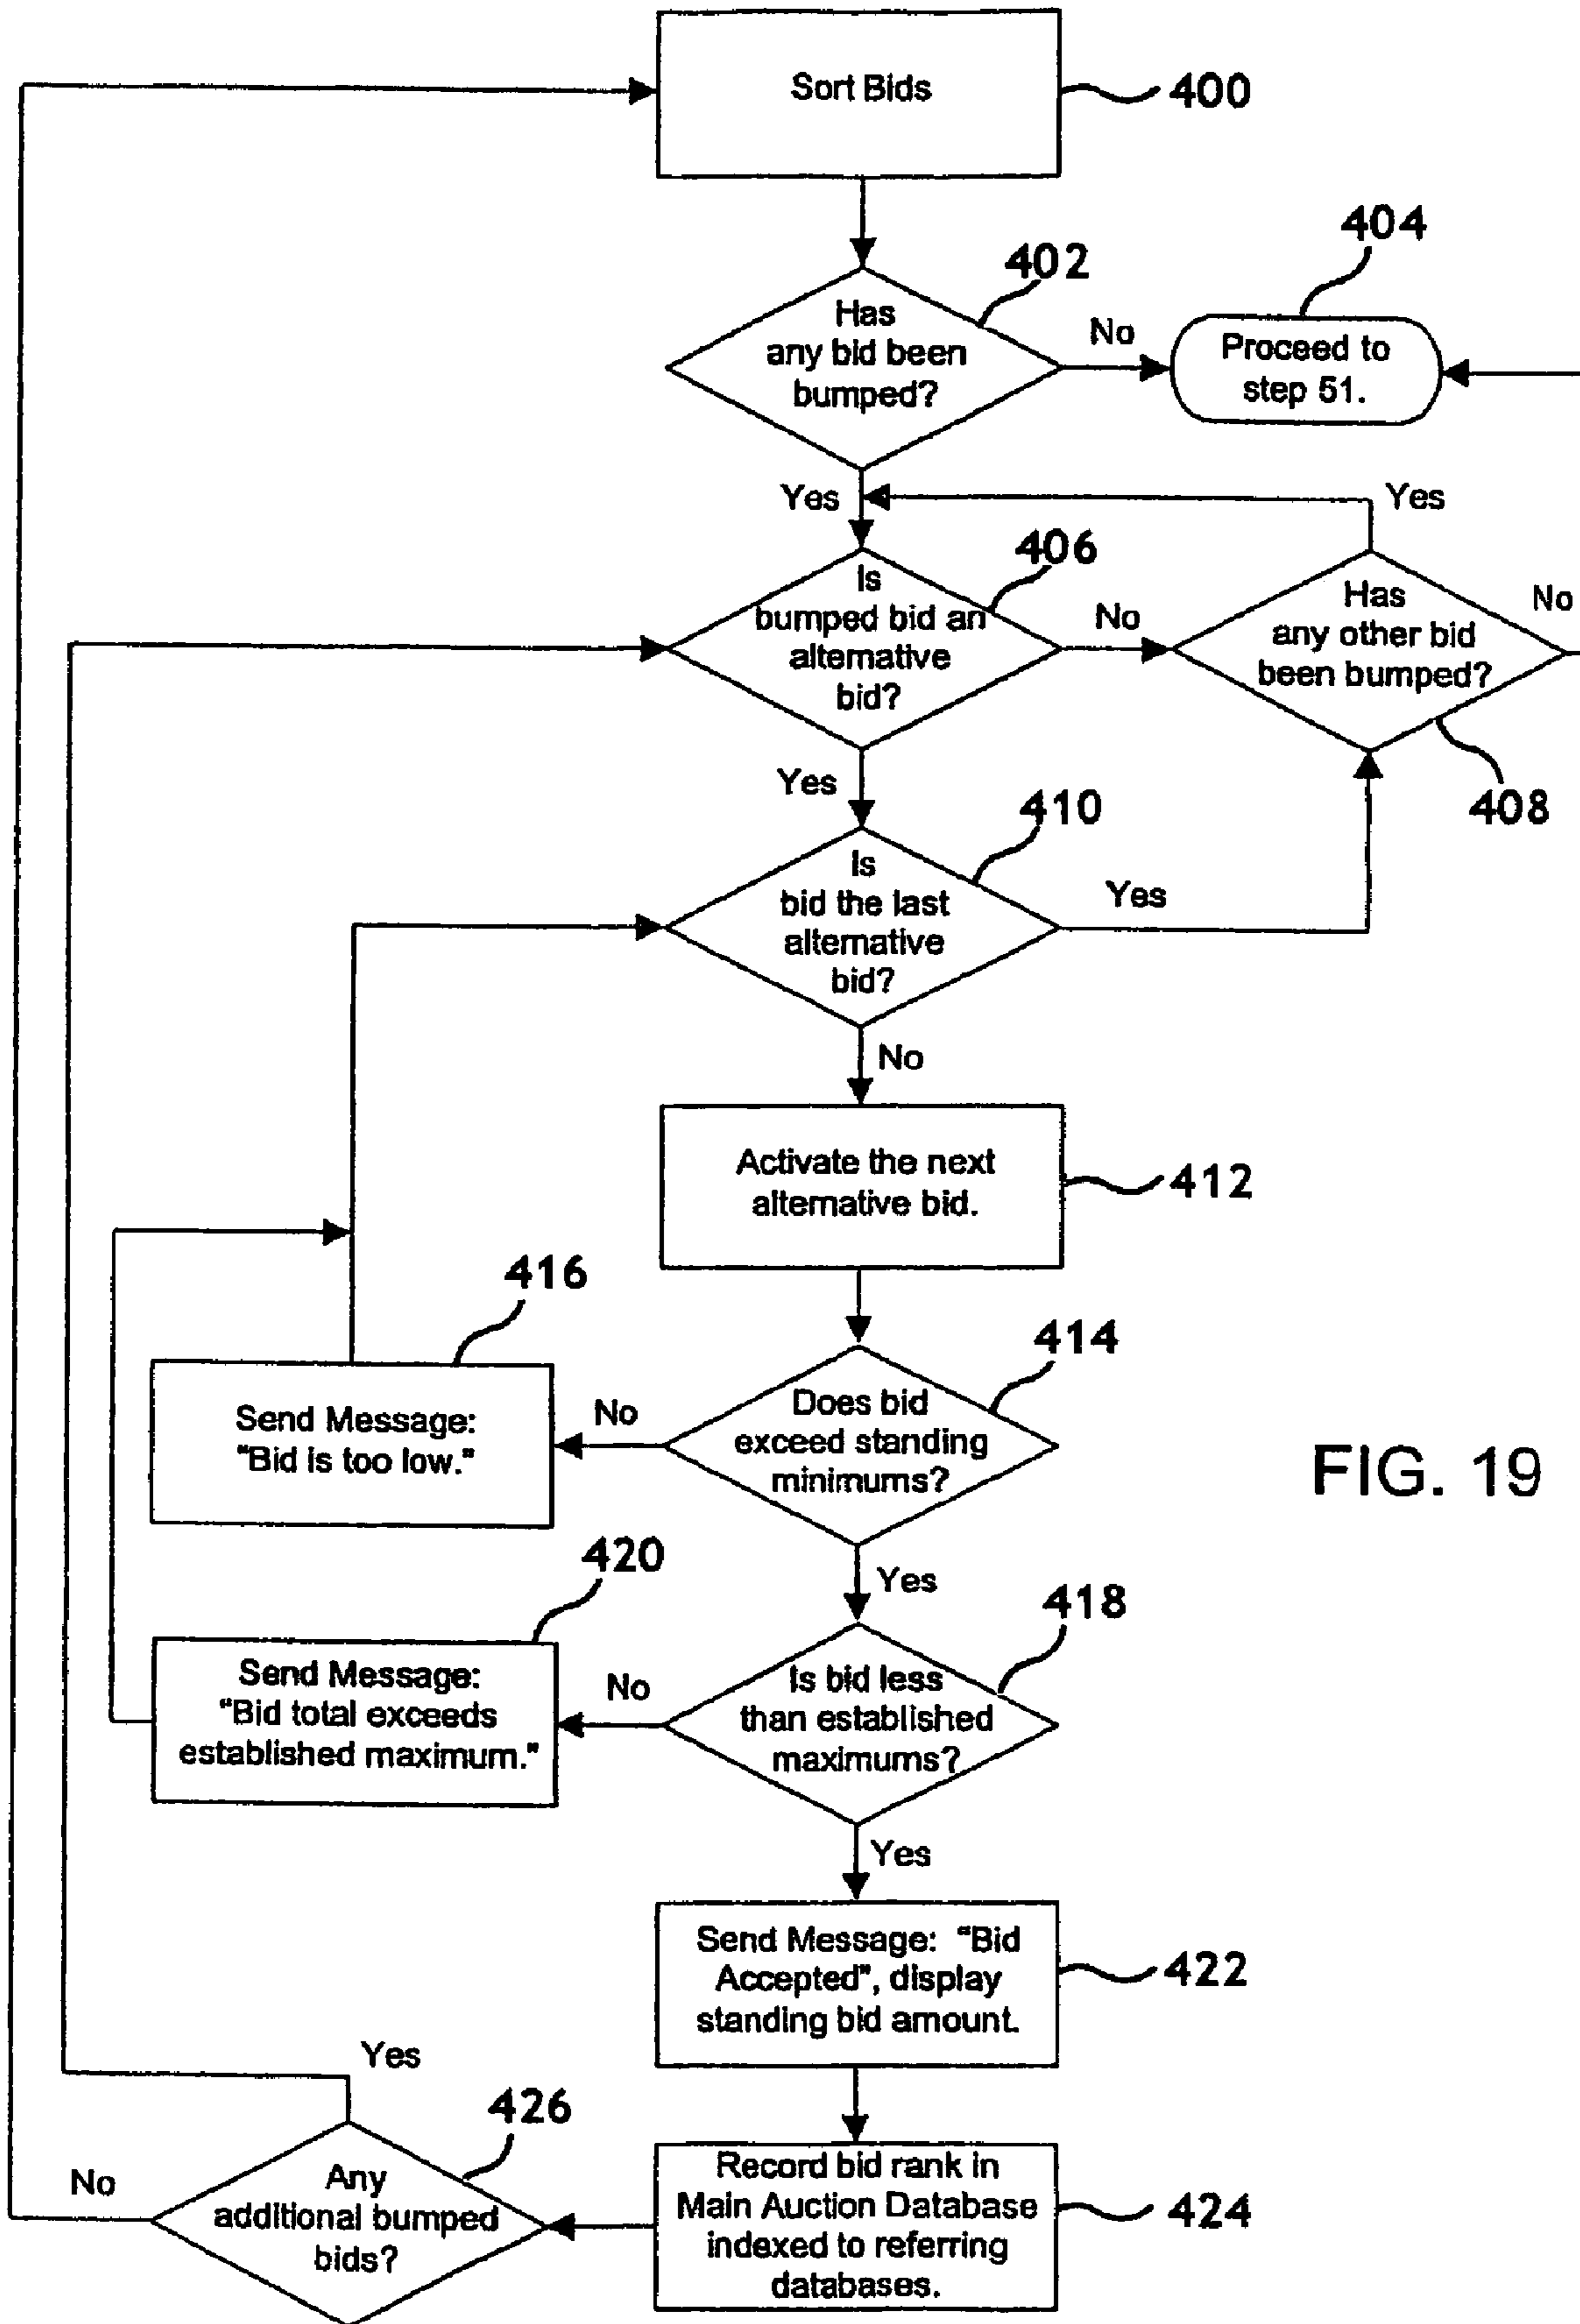 Sort Bids
400
402
404
Has
any bid been
bumped?
No
Proceed to
step 51.
Yes
Yes
406
Is
bumped bid an
alternative
bid?
No
Has
any other bid
been bumped?
No
408
Yes
410
Is
bid the last
alternative
bid?
Yes
No
Activate the next
alternative bid.
412
416
414
Send Message:
"Bid is too low."
No
Does bid
exceed standing
minimums?
FIG. 19
420
Yes
418
Send Message:
"Bid total exceeds
established maximum."
No
Is bid less
than established
maximums?
Yes
Send Message: "Bid
Accepted", display
standing bid amount.
422
Yes
426
No
Any
additional bumped
bids?
Record bid rank in
Main Auction Database
indexed to referring
databases.
424